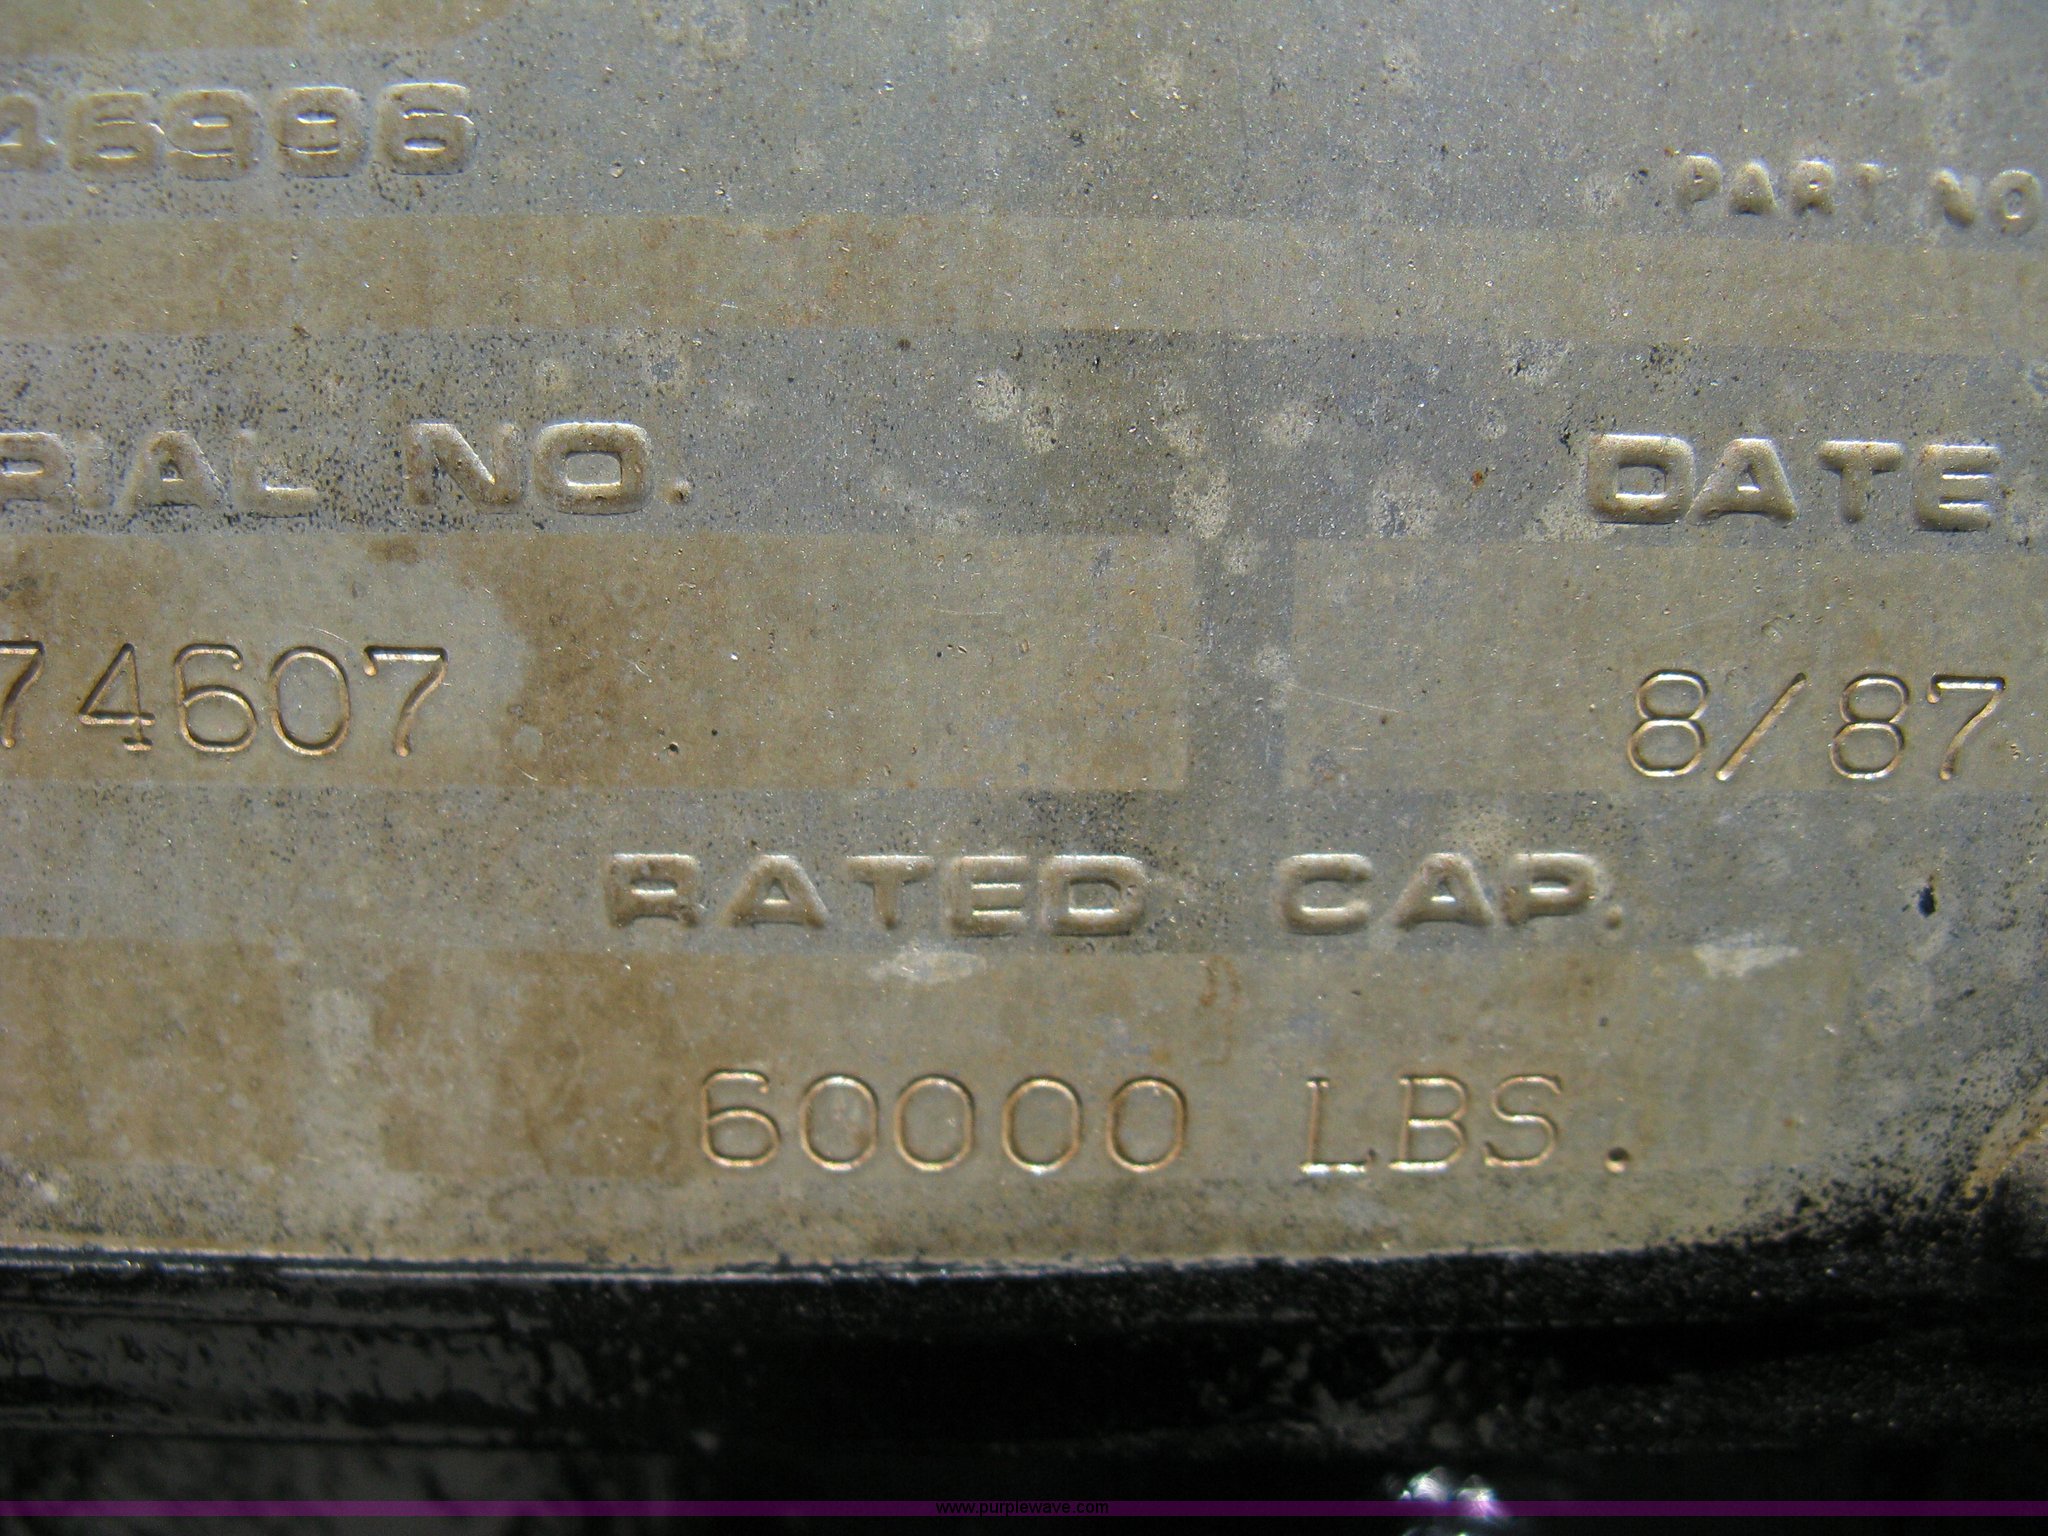 46996
PART NO
RIAL NO.
DATE
74607
8/87
RATED CAP.
60000 LBS.
www.purplewave.com